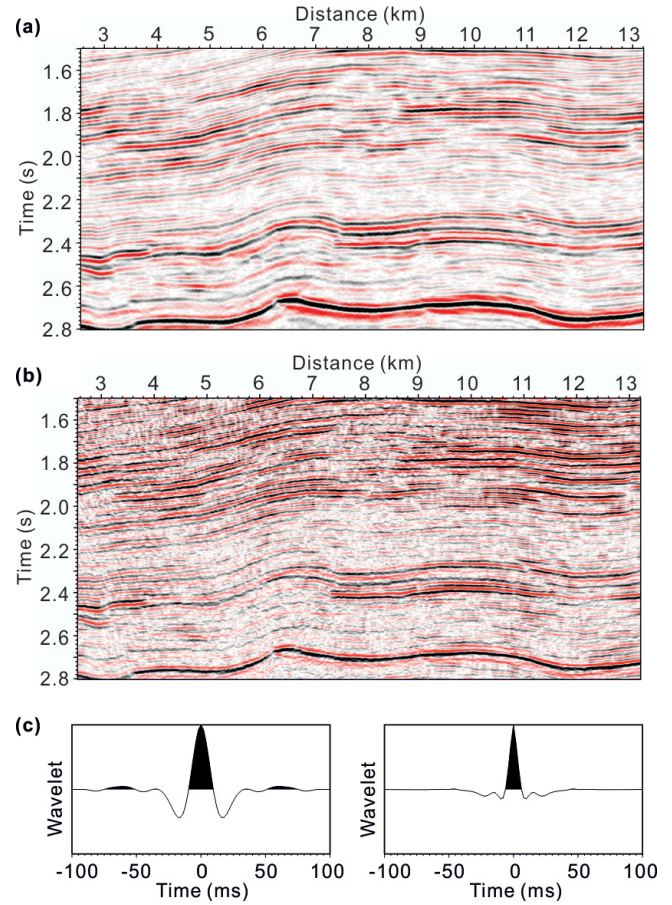 (a)
Distance (km)
3 4 5 6 7 8 9 10 11 12 13
Time (s)
1.6
1.8
2.0
2.2
2.4
2.6
2.8
(b)
Distance (km)
3 4 5 6 7 8 9 10 11 12 13
Time (s)
1.6
1.8
2.0
2.2
2.4
2.6
2.8
(c)
Wavelet
-100 -50 0 50 100
Time (ms)
Wavelet
-100 -50 0 50 100
Time (ms)